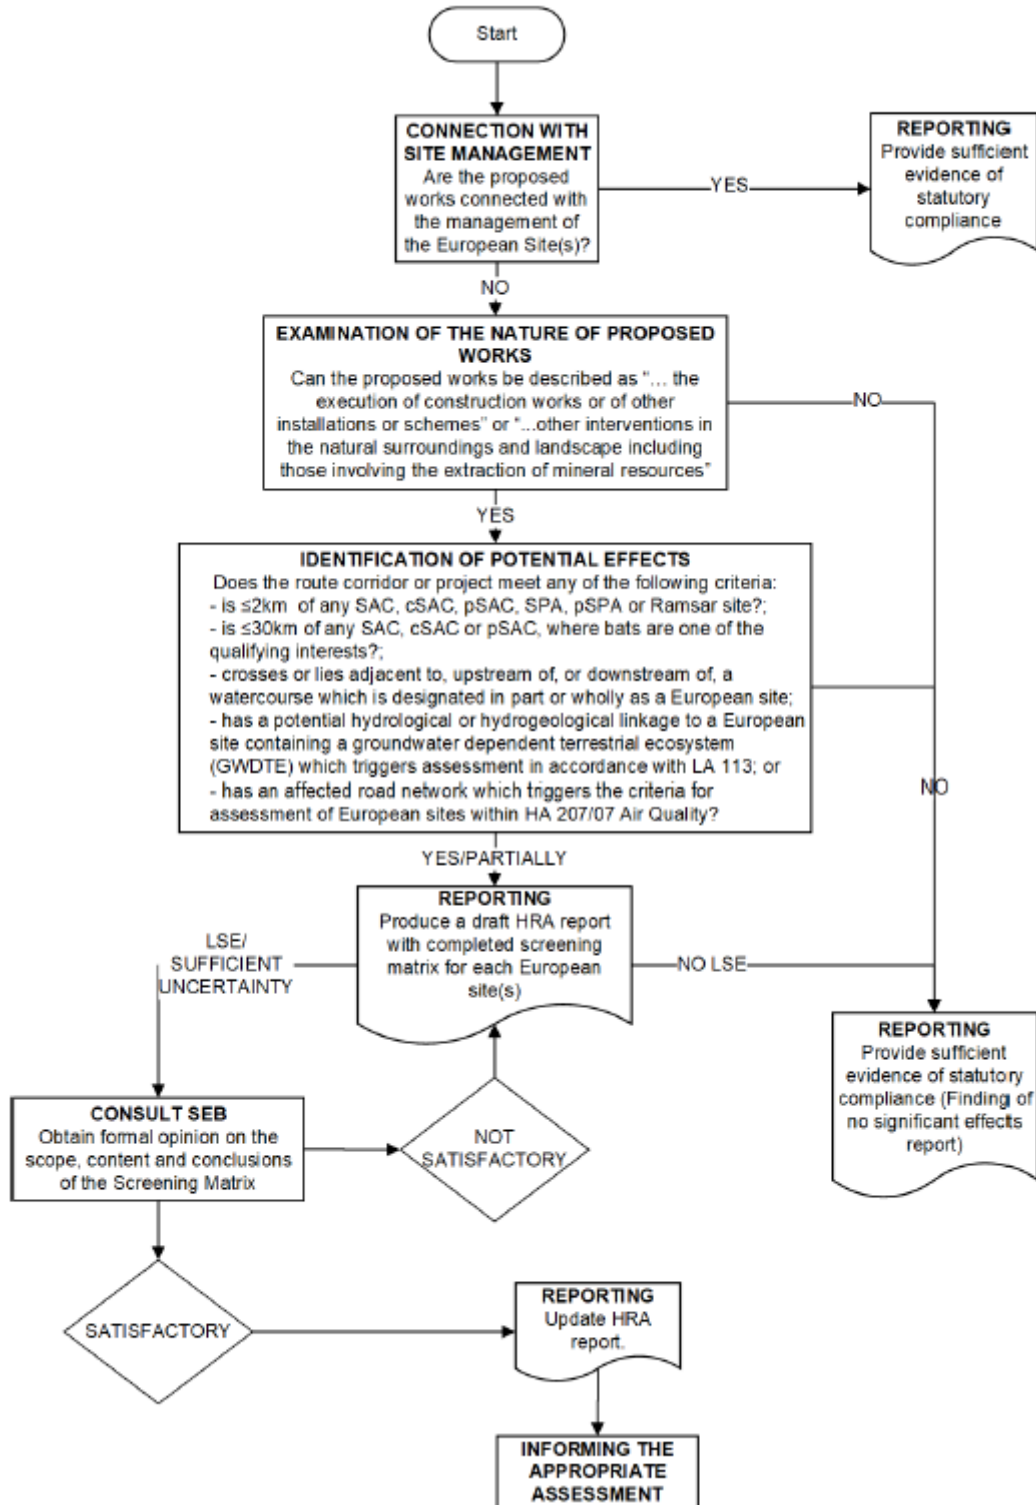 Start
CONNECTION WITH
SITE MANAGEMENT
Are the proposed
works connected with
the management of
the European Site(s)?
YES
REPORTING
Provide sufficient
evidence of
statutory
compliance
NO
EXAMINATION OF THE NATURE OF PROPOSED
WORKS
Can the proposed works be described as “... the
execution of construction works or of other
installations or schemes” or “...other interventions in
the natural surroundings and landscape including
those involving the extraction of mineral resources”
NO
YES
IDENTIFICATION OF POTENTIAL EFFECTS
Does the route corridor or project meet any of the following criteria:
- is ≤2km of any SAC, cSAC, pSAC, SPA, pSPA or Ramsar site?;
- is ≤30km of any SAC, cSAC or pSAC, where bats are one of the
qualifying interests?;
- crosses or lies adjacent to, upstream of, or downstream of, a
watercourse which is designated in part or wholly as a European site;
- has a potential hydrological or hydrogeological linkage to a European
site containing a groundwater dependent terrestrial ecosystem
(GWDTE) which triggers assessment in accordance with LA 113; or
- has an affected road network which triggers the criteria for
assessment of European sites within HA 207/07 Air Quality?
NO
YES/PARTIALLY
REPORTING
Produce a draft HRA report
with completed screening
matrix for each European
site(s)
LSE/
SUFFICIENT
UNCERTAINTY
NO LSE
REPORTING
Provide sufficient
evidence of statutory
compliance (Finding of
no significant effects
report)
CONSULT SEB
Obtain formal opinion on the
scope, content and conclusions
of the Screening Matrix
NOT
SATISFACTORY
SATISFACTORY
REPORTING
Update HRA
report.
INFORMING THE
APPROPRIATE
ASSESSMENT